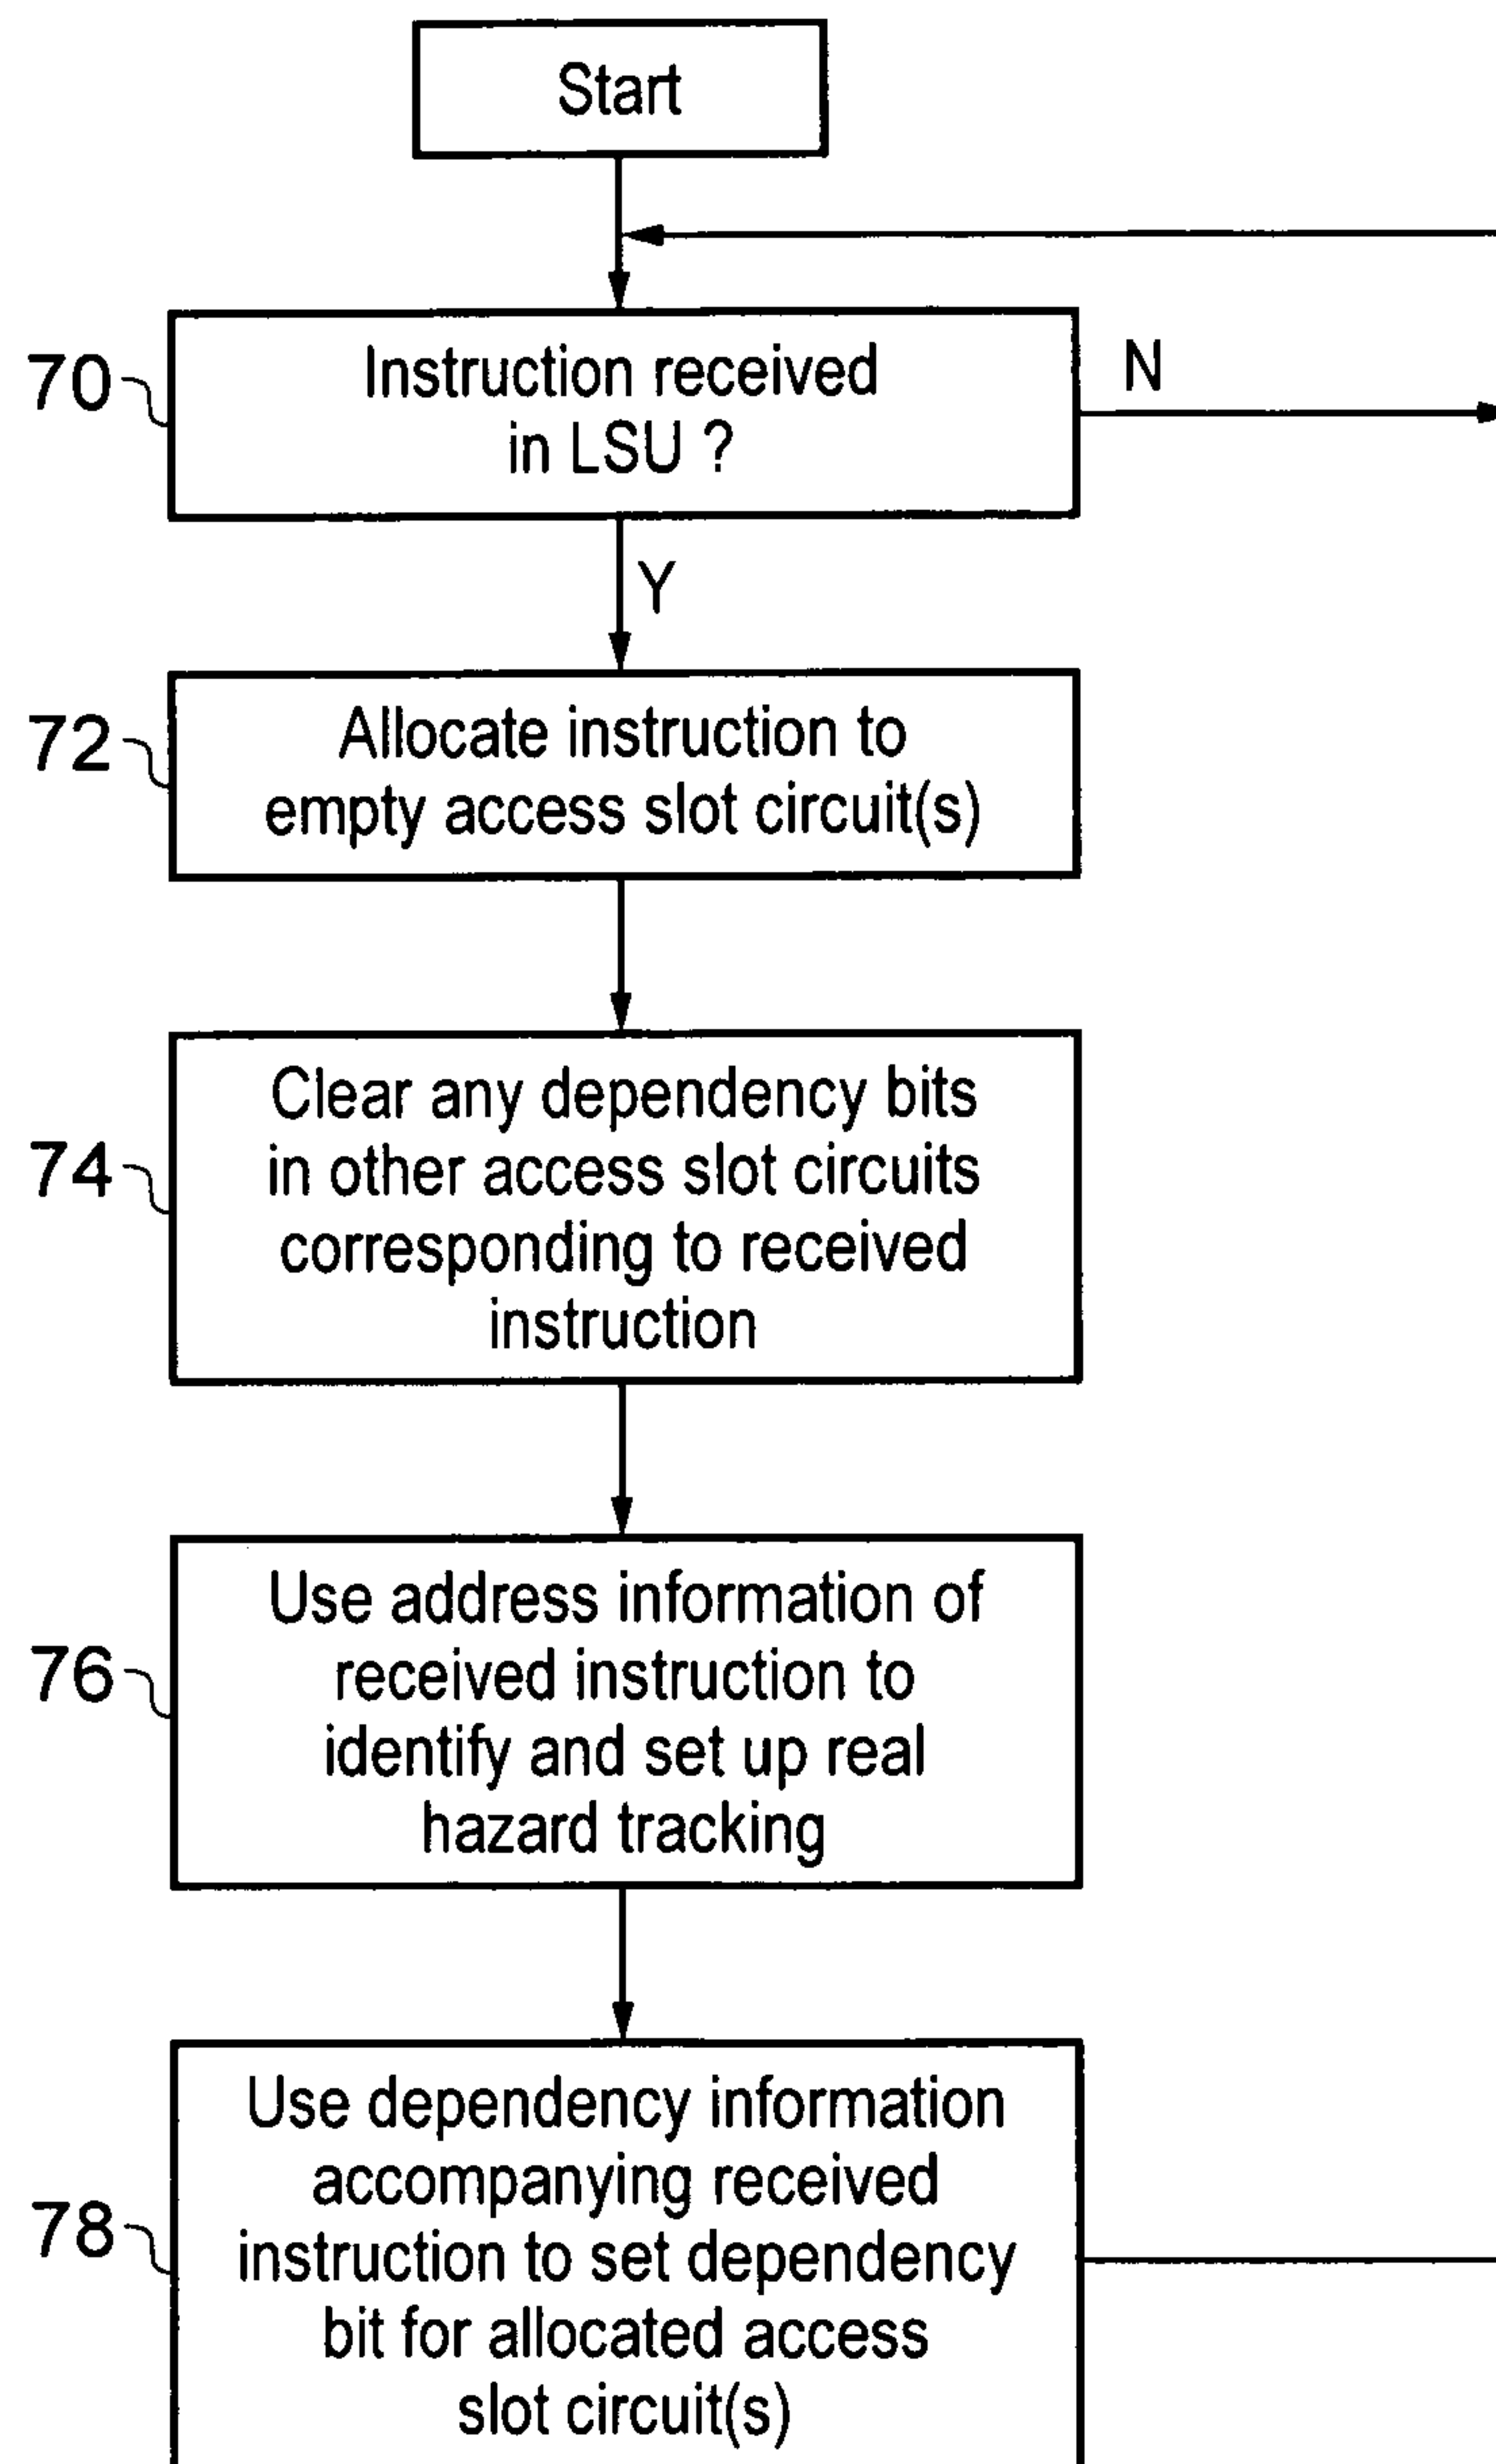 Start
70
Instruction received
in LSU ?
N
Y
72
Allocate instruction to
empty access slot circuit(s)
74
Clear any dependency bits
in other access slot circuits
corresponding to received
instruction
76
Use address information of
received instruction to
identify and set up real
hazard tracking
78
Use dependency information
accompanying received
instruction to set dependency
bit for allocated access
slot circuit(s)